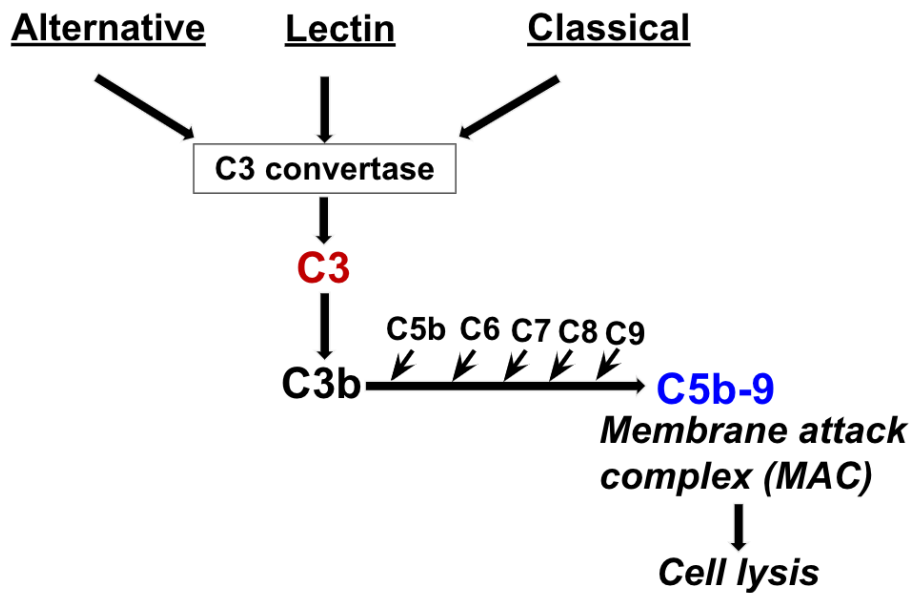 Alternative Lectin Classical
C3 convertase
C3
C5b C6 C7 C8 C9
C3b C5b-9
Membrane attack
complex (MAC)
Cell lysis